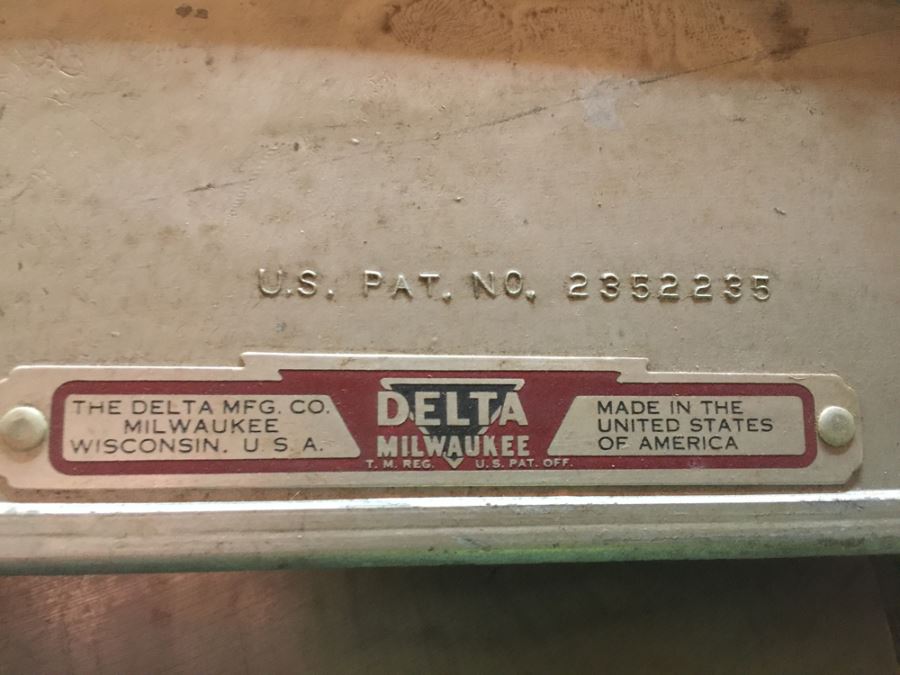 U.S. PAT. NO. 2352235
THE DELTA MFG. CO.
MILWAUKEE
WISCONSIN. U S A.
DELTA
MILWAUKEE
T. M. REG. U.S. PAT. OFF.
MADE IN THE
UNITED STATES
OF AMERICA